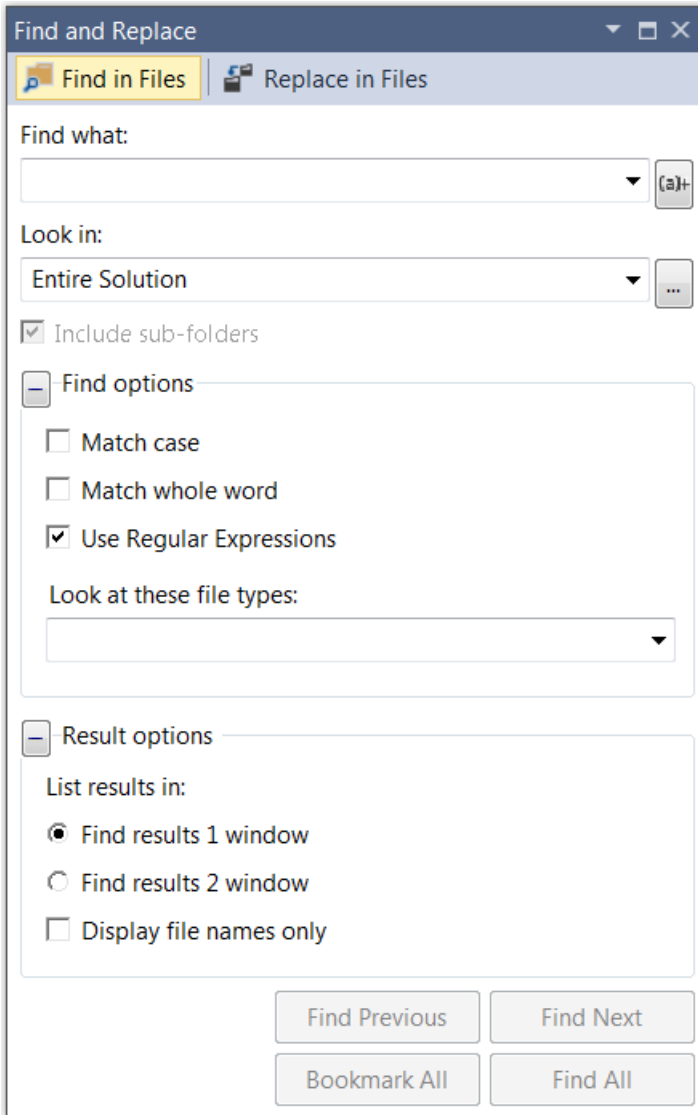 Find and Replace
Find in Files
Replace in Files
Find what:
(a)+
Look in:
Entire Solution
...
Include sub-folders
Find options
Match case
Match whole word
Use Regular Expressions
Look at these file types:
Result options
List results in:
Find results 1 window
Find results 2 window
Display file names only
Find Previous
Find Next
Bookmark All
Find All